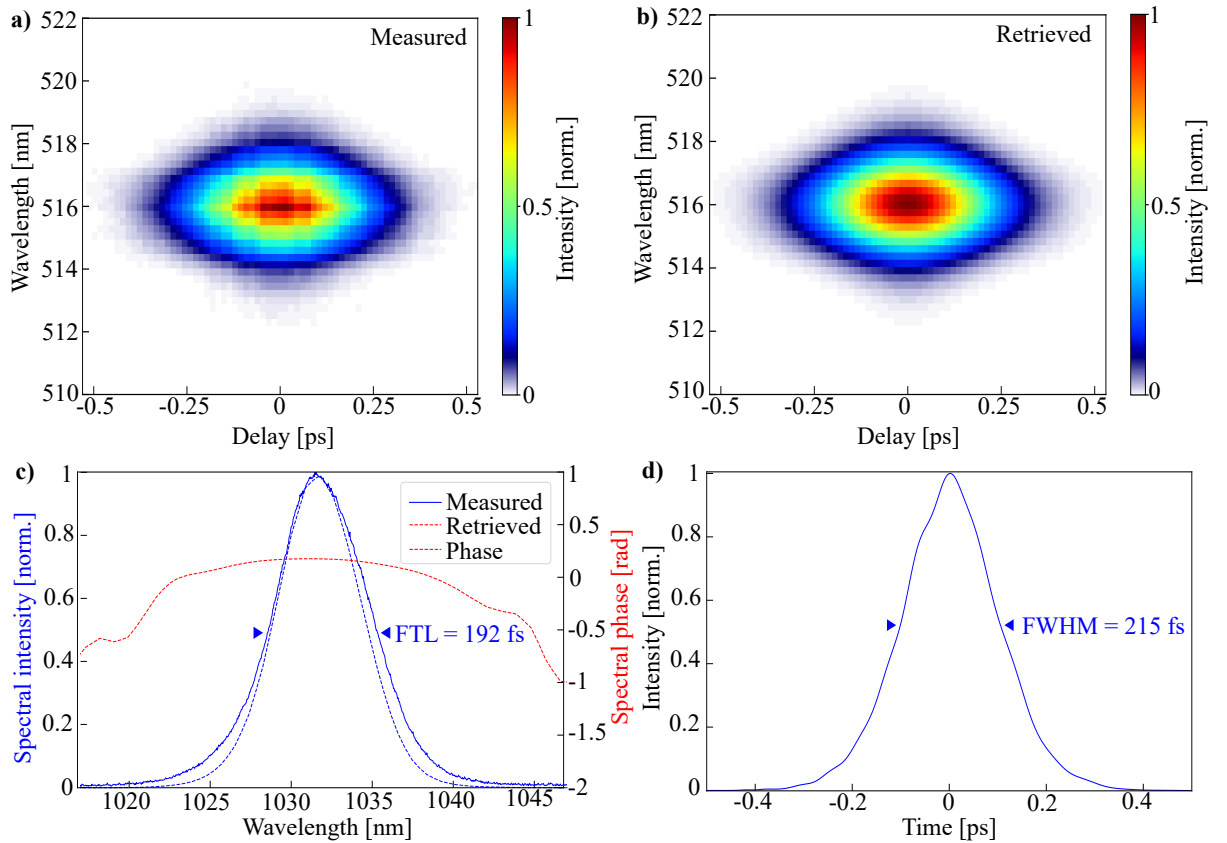 a)
Measured
Wavelength [nm]
522
520
518
516
514
512
510
-0.5
-0.25
0
0.25
0.5
Delay [ps]
1
0.5
0
Intensity [norm.]
b)
Retrieved
Wavelength [nm]
522
520
518
516
514
512
510
-0.5
-0.25
0
0.25
0.5
Delay [ps]
1
0.5
0
Intensity [norm.]
c)
Spectral intensity [norm.]
1
0.8
0.6
0.4
0.2
0
Measured
Retrieved
Phase
FTL = 192 fs
1
0.5
0
-0.5
-1
-1.5
-2
Spectral phase [rad]
1020
1025
1031
1035
1040
1045
Wavelength [nm]
d)
Intensity [norm.]
1
0.8
0.6
0.4
0.2
0
FWHM = 215 fs
-0.4
-0.2
0
0.2
0.4
Time [ps]